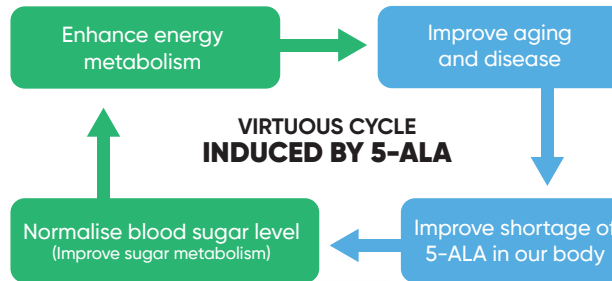 Enhance energy
metabolism
Improve aging
and disease
VIRTUOUS CYCLE
INDUCED BY 5-ALA
Normalise blood sugar level
(Improve sugar metabolism)
Improve shortage of
5-ALA in our body